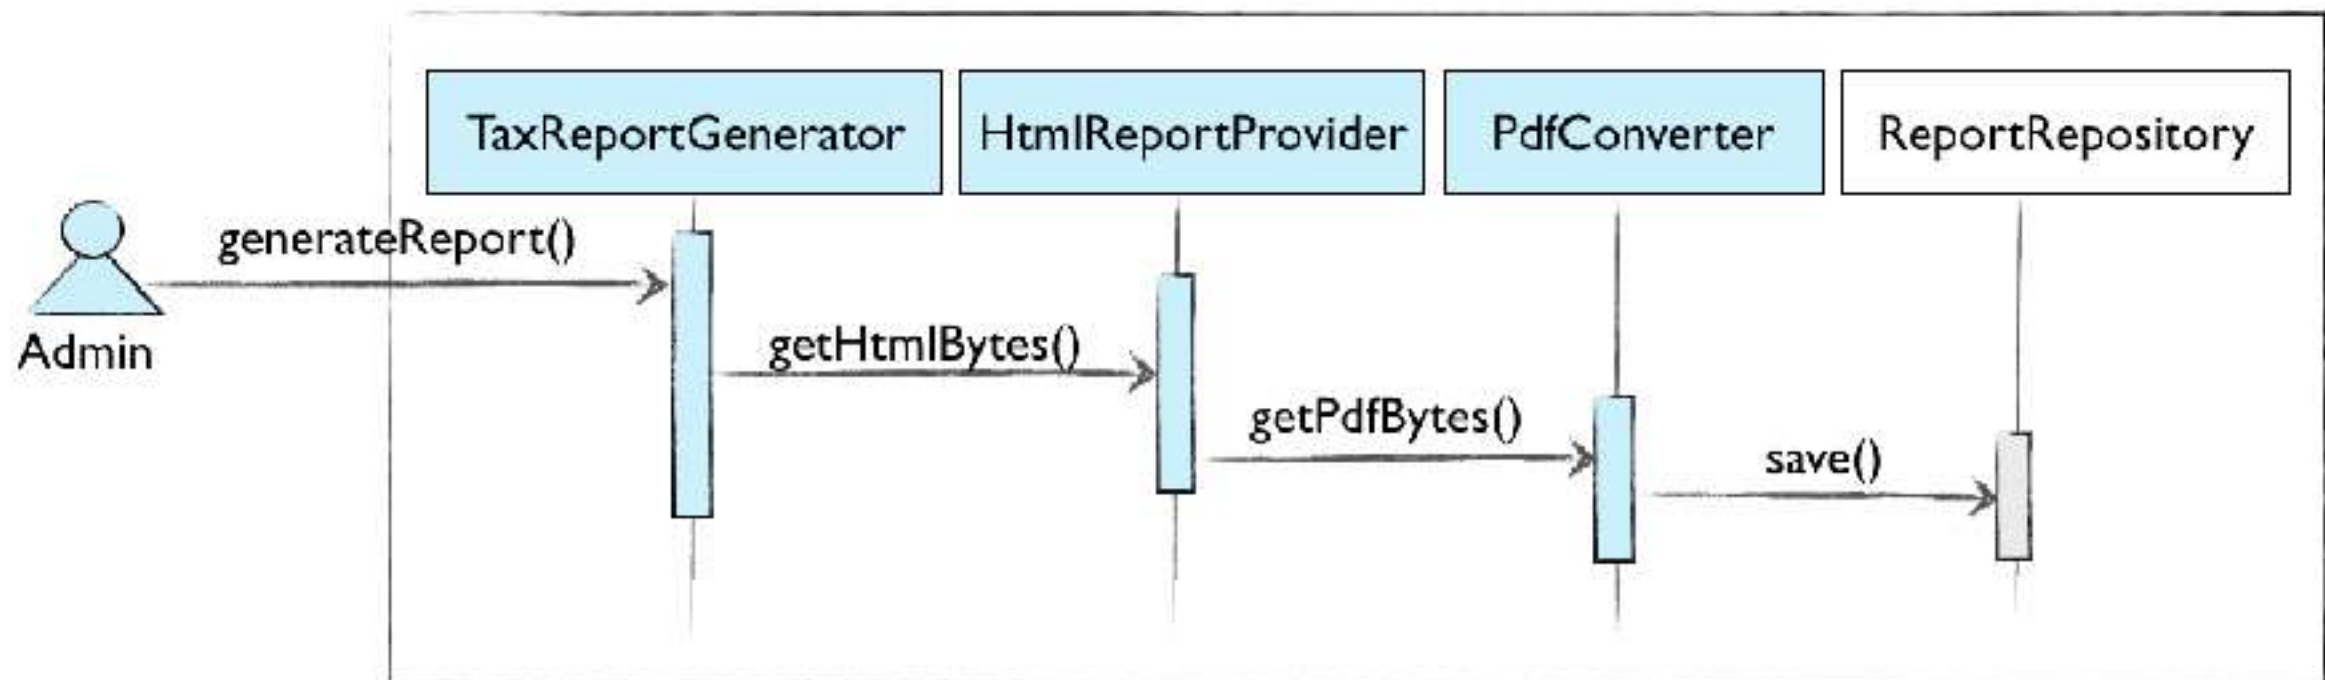 TaxReportGenerator
HtmlReportProvider
PdfConverter
ReportRepository
generateReport()
Admin
getHtmlBytes()
getPdfBytes()
save()